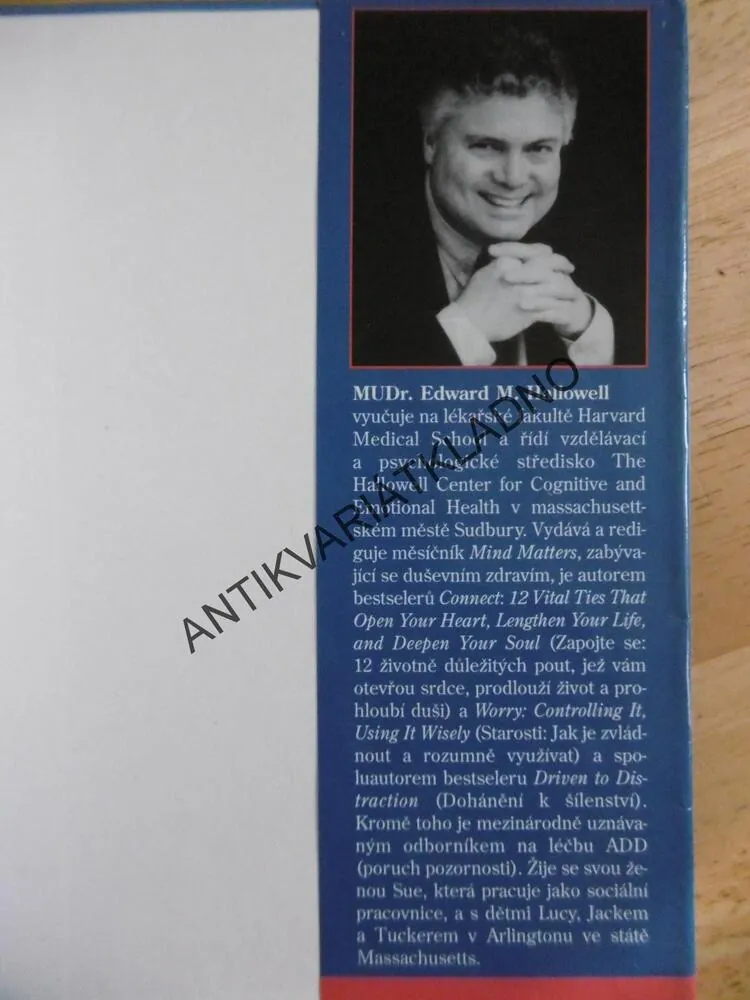 MUDr. Edward M. Hallowell
vyučuje na lékařské fakultě Harvard
Medical School a řídí vzdělávací
a psychologické středisko The
Hallowell Center for Cognitive and
Emotional Health v massachusett-
ském městě Sudbury. Vydává a redi-
guje měsíčník Mind Matters, zabýva-
jící se duševním zdravím, je autorem
bestselerů Connect: 12 Vital Ties That
Open Your Heart, Lengthen Your Life,
and Deepen Your Soul (Zapojte se:
12 životně důležitých pout, jež vám
otevřou srdce, prodlouží život a pro-
hloubí duši) a Worry: Controlling It,
Using It Wisely (Starosti: Jak je zvlád-
nout a rozumně využívat) a spo-
luautorem bestseleru Driven to Dis-
traction (Dohánění k šílenství).
Kromě toho je mezinárodně uznáva-
ným odborníkem na léčbu ADD
(poruch pozornosti). Žije se svou že-
nou Sue, která pracuje jako sociální
pracovnice, a s dětmi Lucy, Jackem
a Tuckerem v Arlingtonu ve státě
Massachusetts.
ANTIKVARIÁTKLADNO